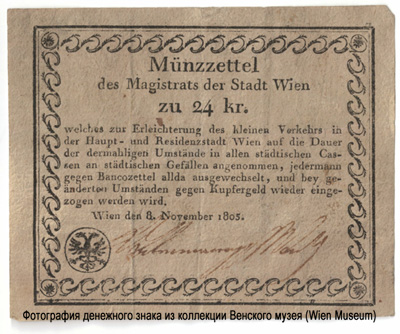 Münzzettel
des Magistrats der Stadt Wien
zu 24 kr.
welches zur Erleichterung des kleinen Verkehrs in
der Haupt- und Residenzstadt Wien auf die Dauer
der dermahligen Umstände in allen städtischen Cas-
sen an städtischen Gefällen angenommen, jedermann
gegen Bancozettel allda ausgewechselt, und bey ge-
änderten Umständen gegen Kupfergeld wieder einge-
zogen werden wird.
Wien den 8. November 1805.
Фотография денежного знака из коллекции Венского музея (Wien Museum)